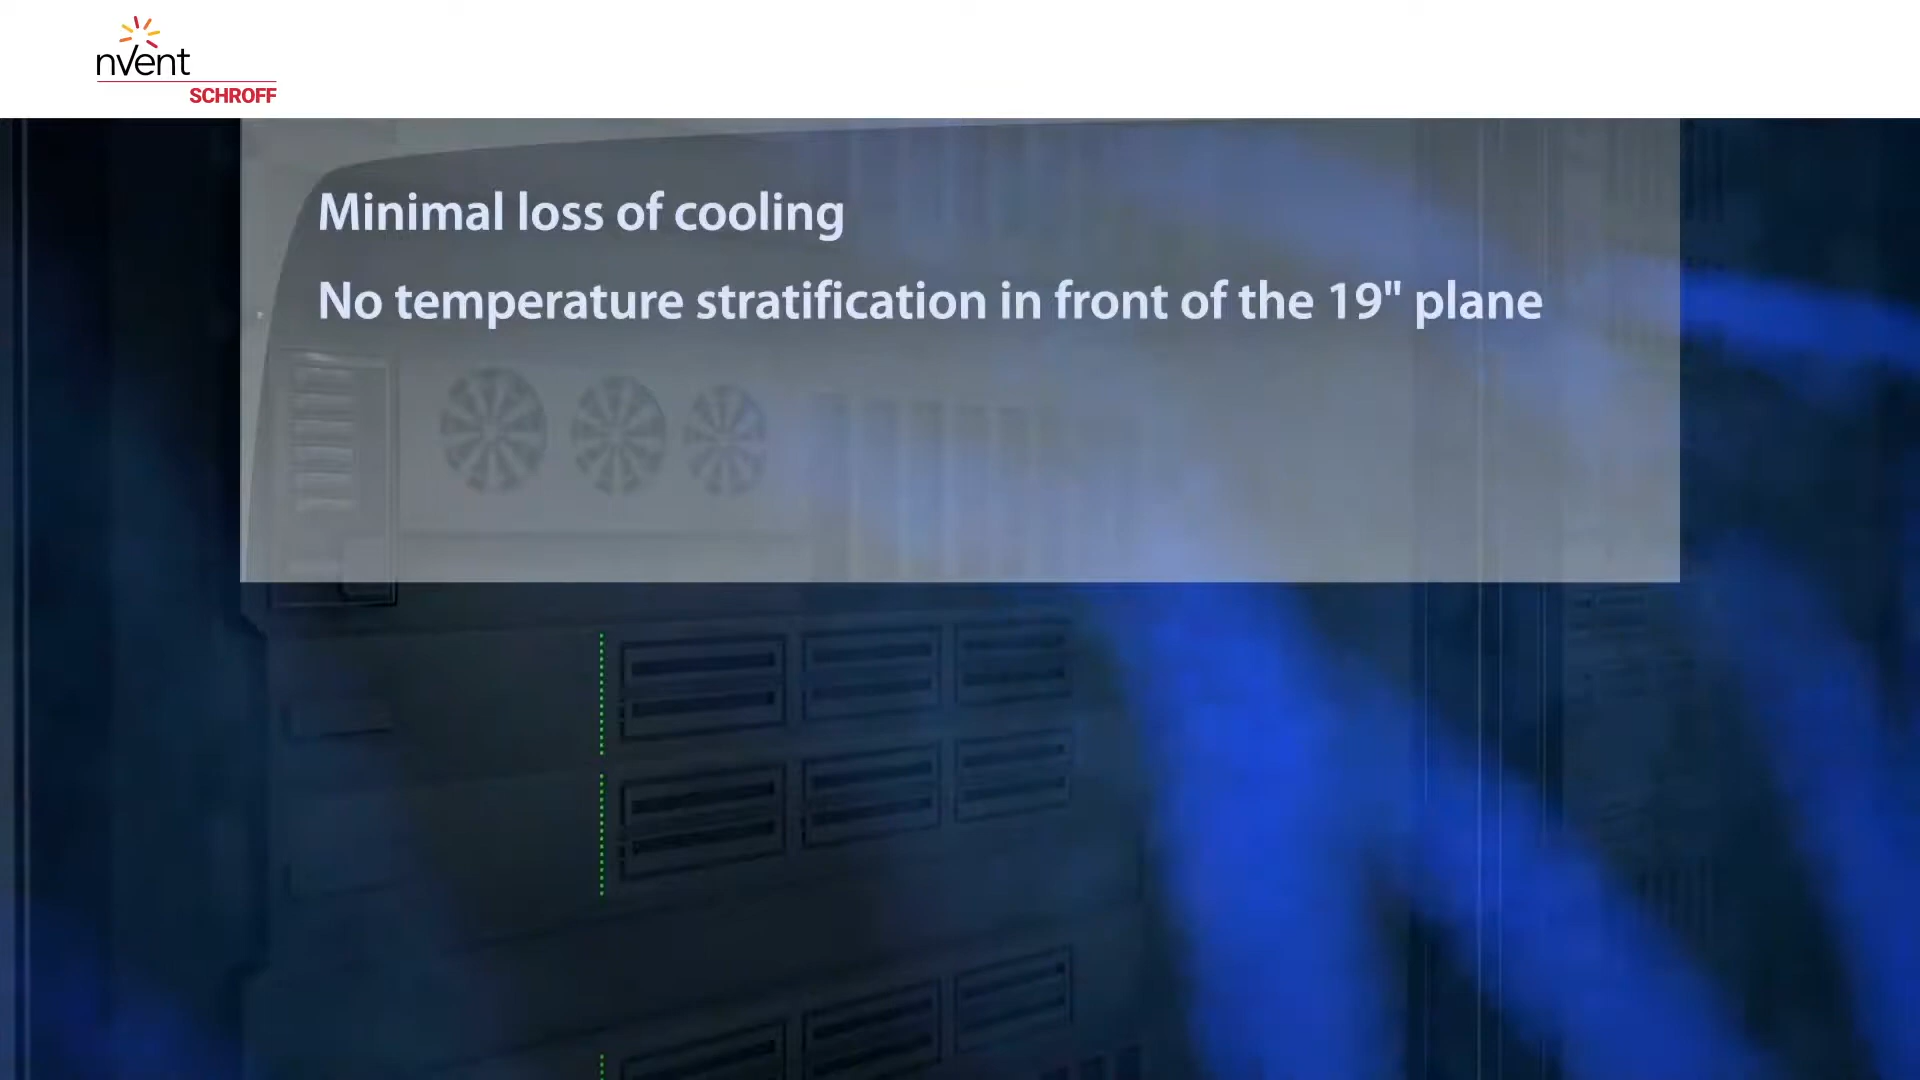 nVent
SCHROFF
Minimal loss of cooling
No temperature stratification in front of the 19" plane